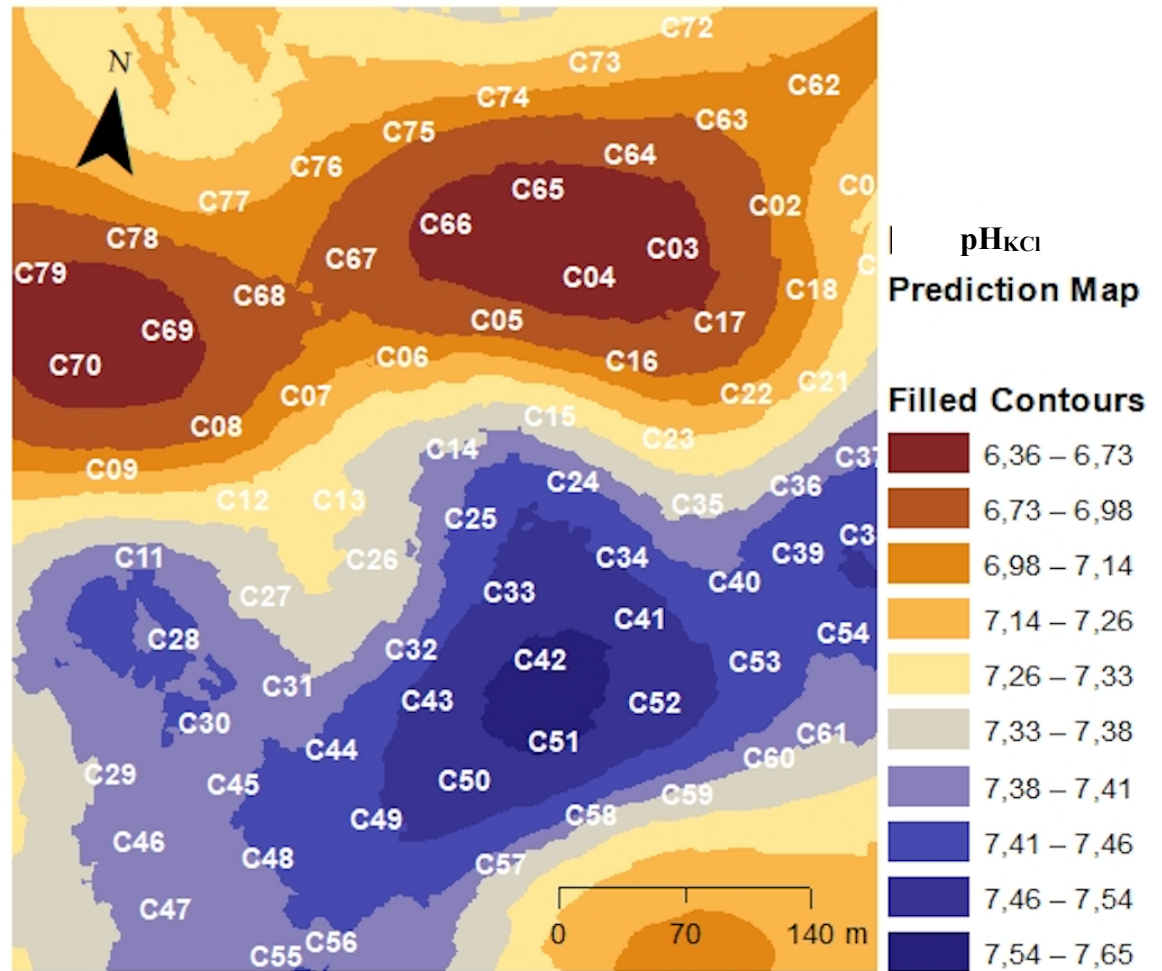 N
C72
C73
C62
C74
C63
C75
C64
C76
C65
C0
C77
C02
C66
C78
C03
C67
C
C79
C04
C18
C68
C05
C17
C69
C06
C16
C70
C21
C07
C22
C15
C08
C23
C14
C37
C09
C24
C36
C12
C13
C35
C25
C3
C11
C26
C34
C39
C33
C40
C27
C41
C28
C54
C32
C42
C53
C31
C43
C52
C30
C44
C51
C61
C29
C45
C50
C60
C59
C49
C58
C46
C48
C57
C47
C56
C55
0 70 140 m
pHKCl
Prediction Map
Filled Contours
6,36 – 6,73
6,73 – 6,98
6,98 – 7,14
7,14 – 7,26
7,26 – 7,33
7,33 – 7,38
7,38 – 7,41
7,41 – 7,46
7,46 – 7,54
7,54 – 7,65